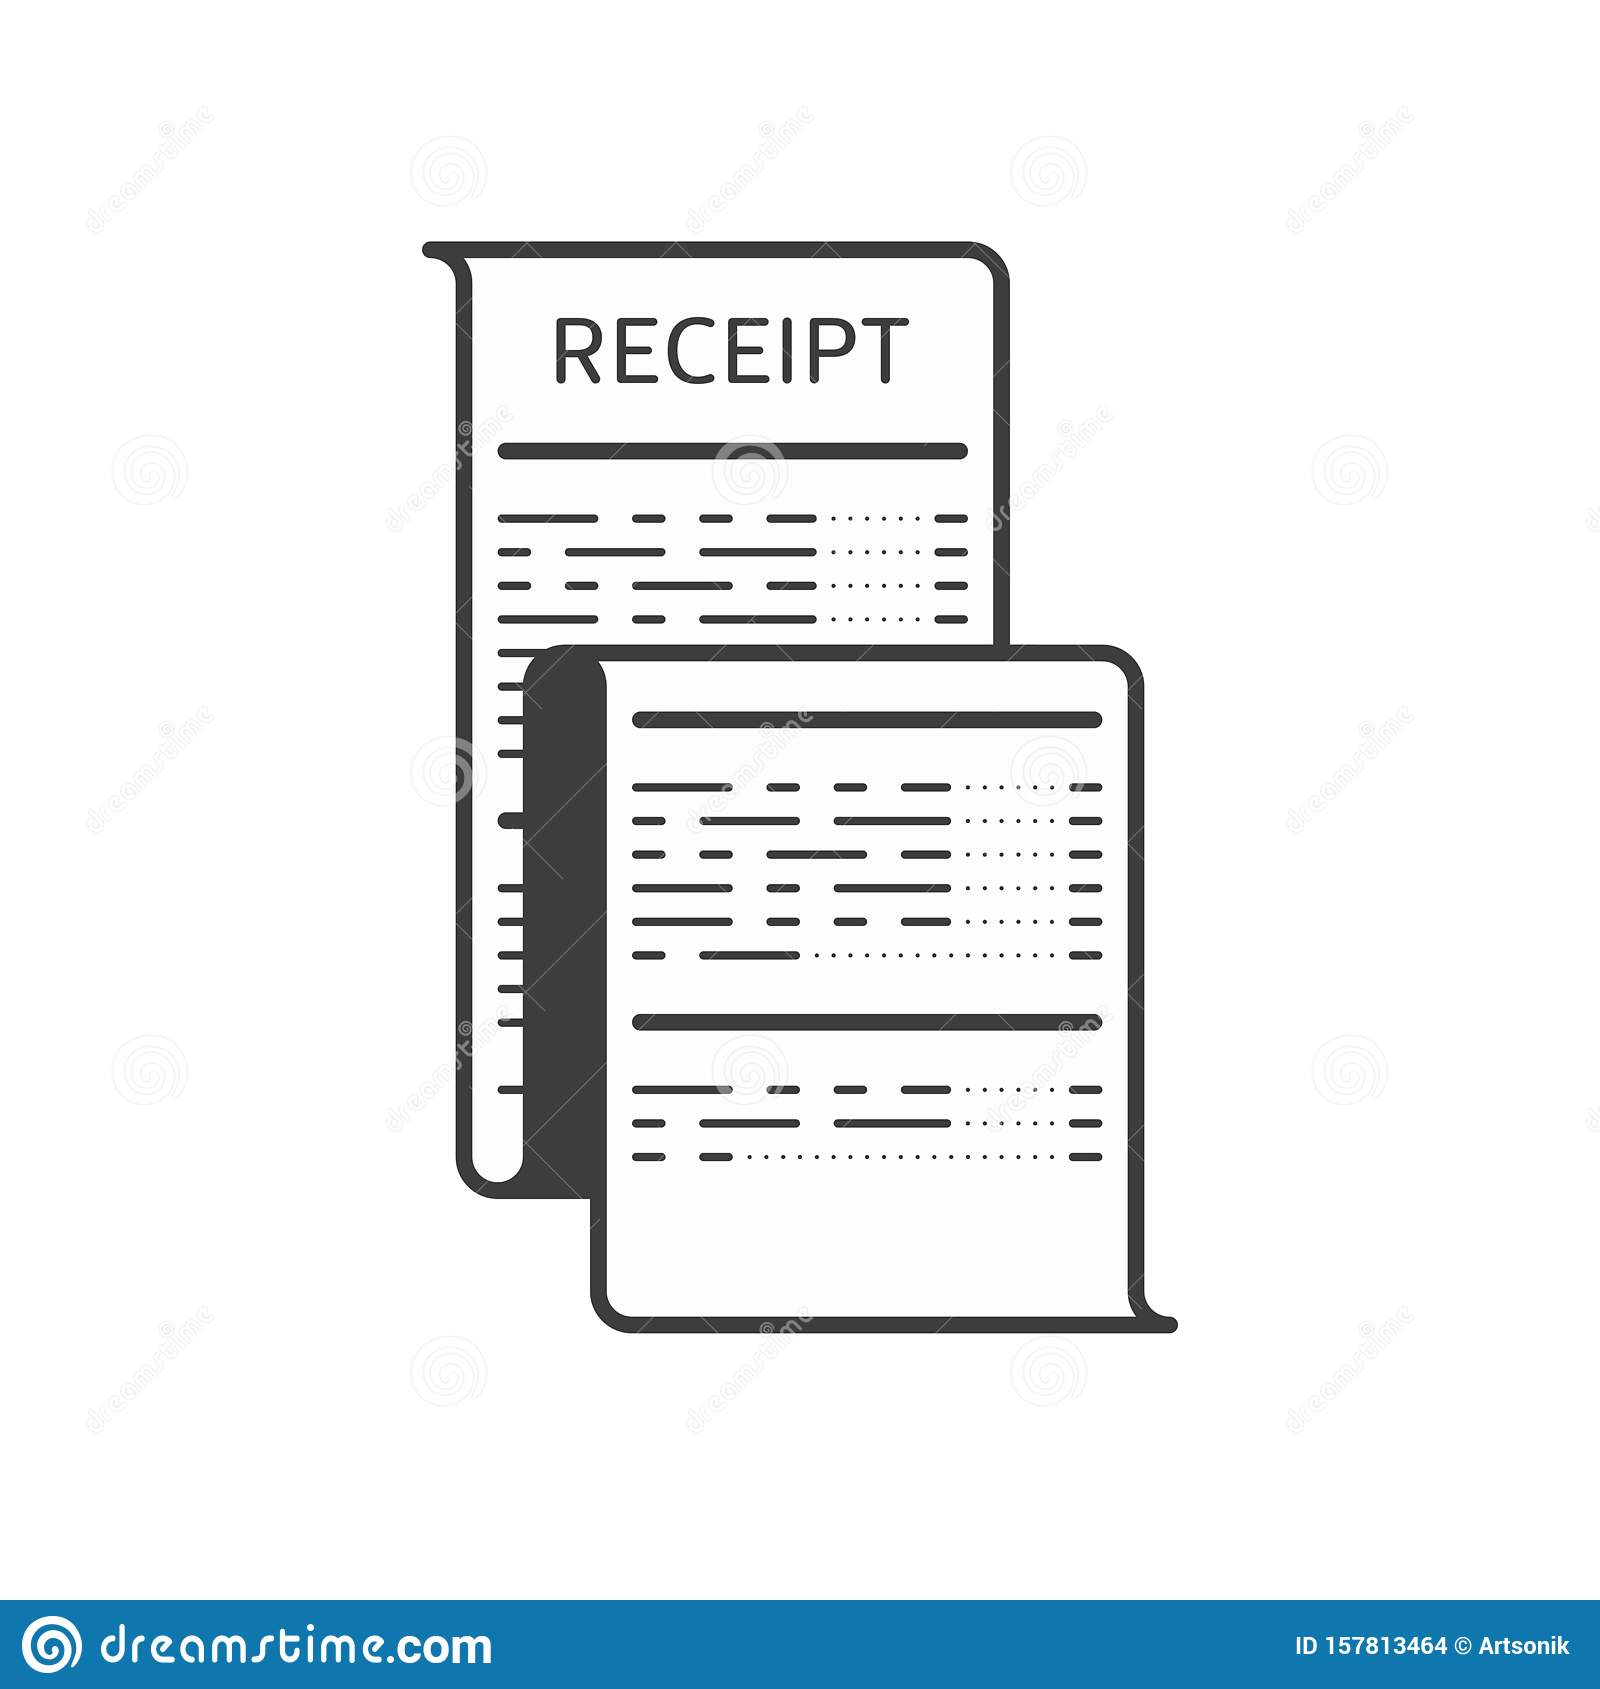 RECEIPT
dreamstime.com
ID 157813464 © Artsonik